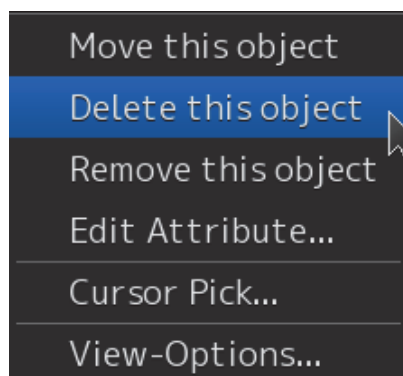 Move this object
Delete this object
Remove this object
Edit Attribute...
Cursor Pick...
View-Options...